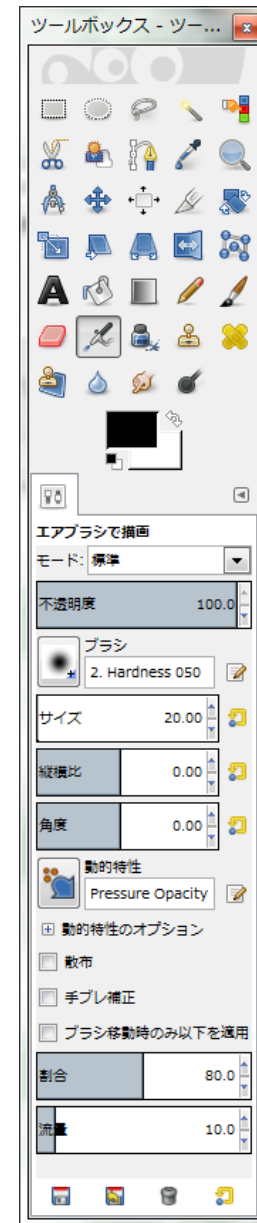 ツールボックス - ツー...
エアブラシで描画
モード: 標準
不透明度 100.0
ブラシ
2. Hardness 050
サイズ 20.00
縦横比 0.00
角度 0.00
動的特性
Pressure Opacity
動的特性のオプション
散布
手ブレ補正
ブラシ移動時のみ以下を適用
割合 80.0
流量 10.0